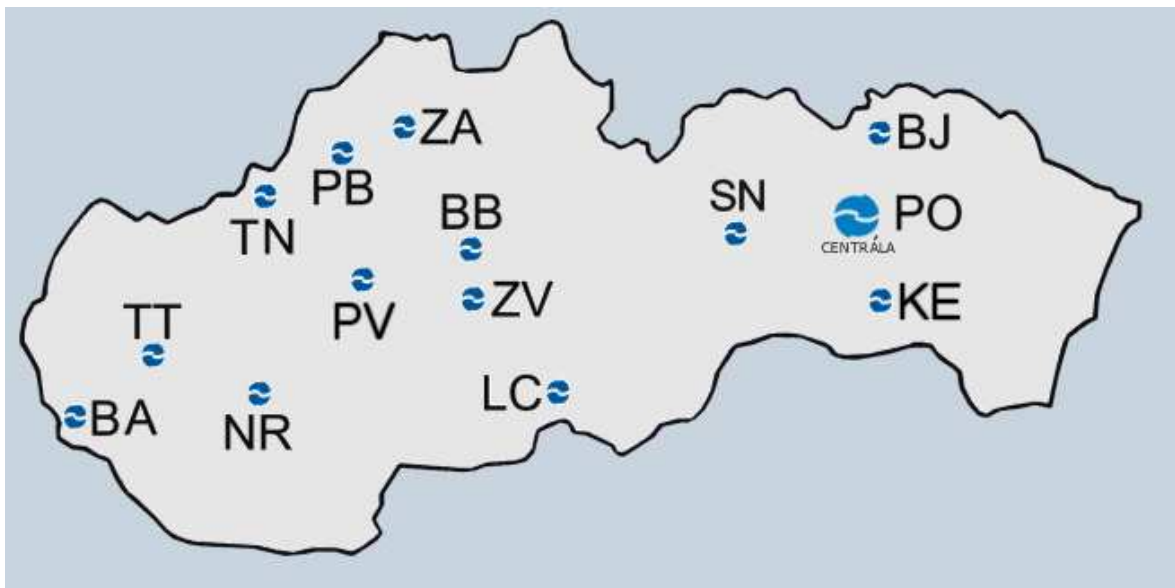 ZA
BJ
PB
SN
TN
BB
PO
CENTRÁLA
PV
ZV
KE
TT
LC
BA
NR